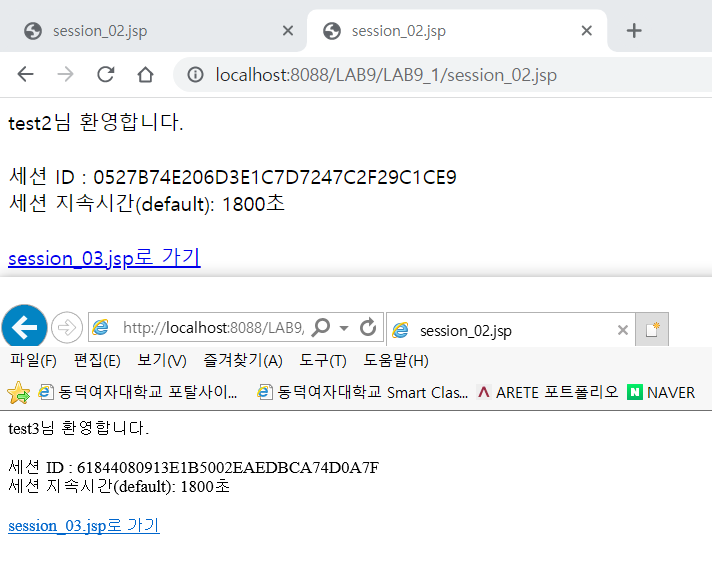 session_02.jsp
session_02.jsp
localhost:8088/LAB9/LAB9_1/session_02.jsp
test2님 환영합니다.
세션 ID : 0527B74E206D3E1C7D7247C2F29C1CE9
세션 지속시간(default): 1800초
session_03.jsp로 가기
http://localhost:8088/LAB9,
session_02.jsp
파일(F) 편집(E) 보기(V) 즐겨찾기(A) 도구(T) 도움말(H)
동덕여자대학교 포탈사이... 동덕여자대학교 Smart Clas... ARETE 포트폴리오 NAVER
test3님 환영합니다.
세션 ID : 61844080913E1B5002EAEDBCA74D0A7F
세션 지속시간(default): 1800초
session_03.jsp로 가기